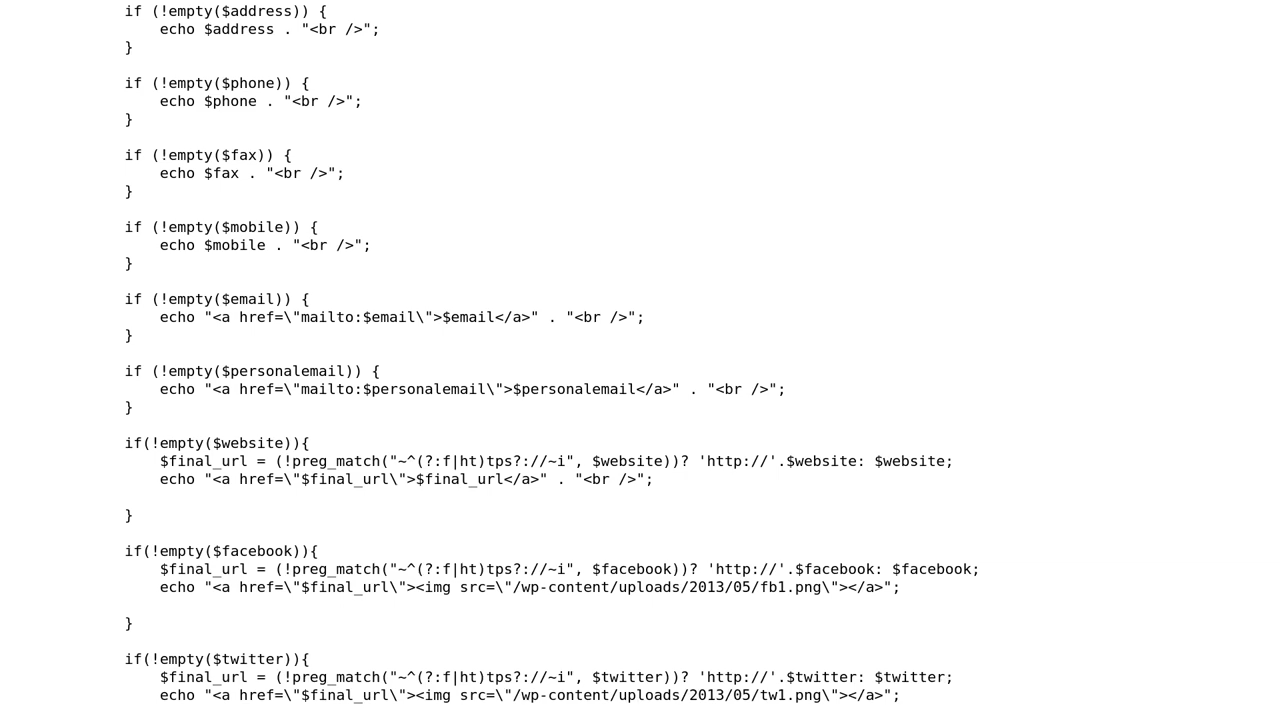 if (!empty($address)) {
    echo $address . "<br />";
}

if (!empty($phone)) {
    echo $phone . "<br />";
}

if (!empty($fax)) {
    echo $fax . "<br />";
}

if (!empty($mobile)) {
    echo $mobile . "<br />";
}

if (!empty($email)) {
    echo "<a href=\"mailto:$email\">$email</a>" . "<br />";
}

if (!empty($personalemail)) {
    echo "<a href=\"mailto:$personalemail\">$personalemail</a>" . "<br />";
}

if(!empty($website)){
    $final_url = (!preg_match("~^(?:f|ht)tps?://~i", $website))? 'http://'.$website: $website;
    echo "<a href=\"$final_url\">$final_url</a>" . "<br />";

}

if(!empty($facebook)){
    $final_url = (!preg_match("~^(?:f|ht)tps?://~i", $facebook))? 'http://'.$facebook: $facebook;
    echo "<a href=\"$final_url\"><img src=\"/wp-content/uploads/2013/05/fb1.png\"></a>";

}

if(!empty($twitter)){
    $final_url = (!preg_match("~^(?:f|ht)tps?://~i", $twitter))? 'http://'.$twitter: $twitter;
    echo "<a href=\"$final_url\"><img src=\"/wp-content/uploads/2013/05/tw1.png\"></a>";